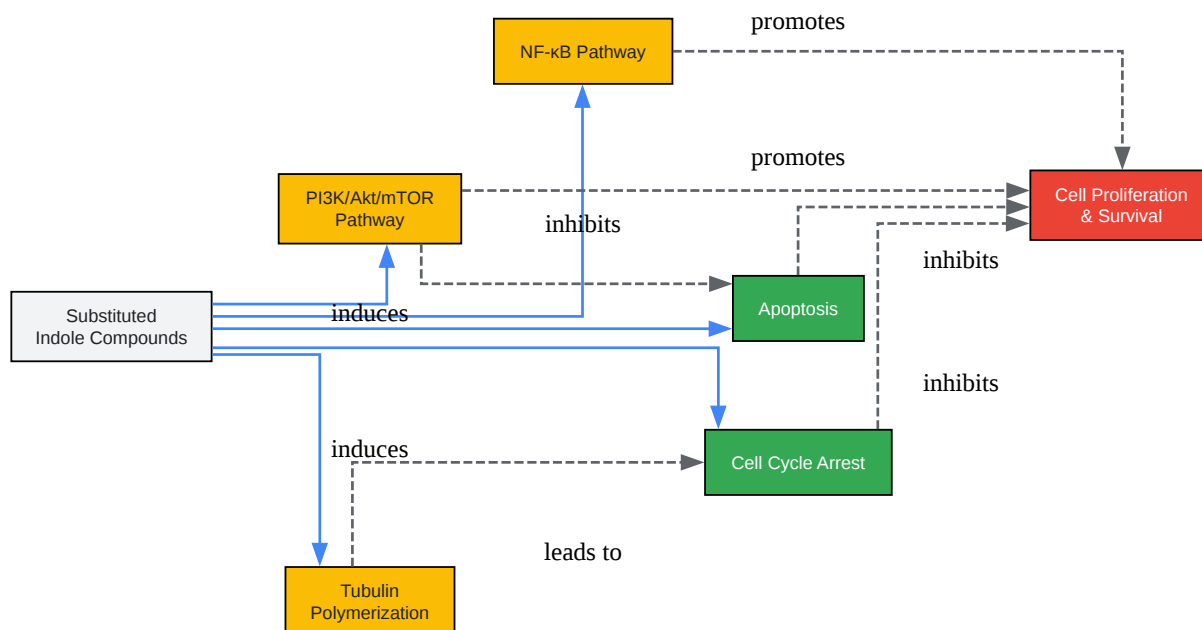 promotes
NF-κB Pathway
promotes
PI3K/Akt/mTOR
Pathway
Cell Proliferation
& Survival
inhibits
inhibits
Substituted
Indole Compounds
induces
Apoptosis
inhibits
induces
Cell Cycle Arrest
leads to
Tubulin
Polymerization